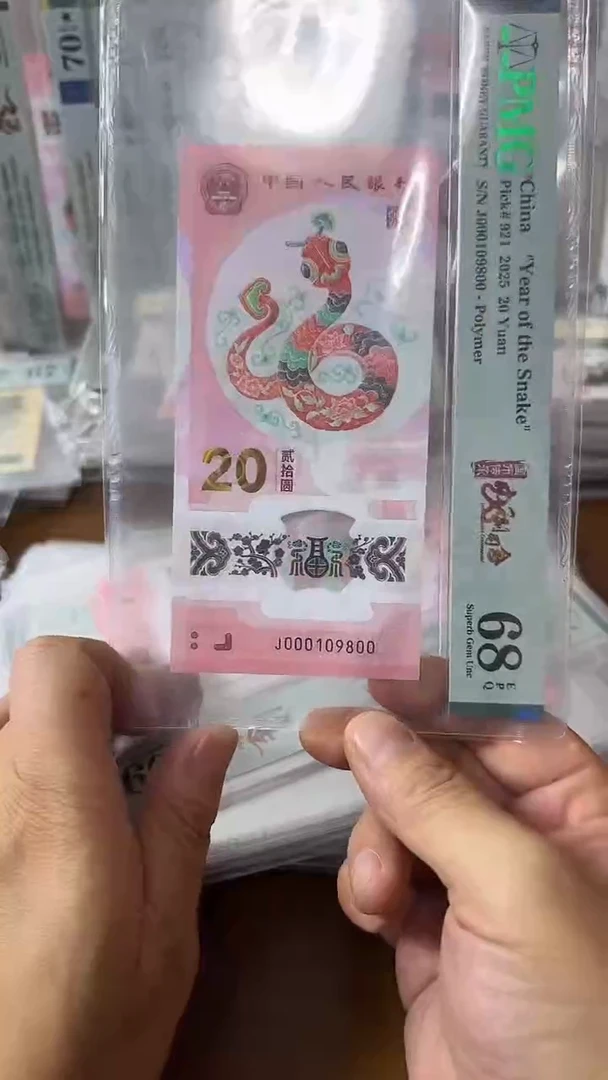 中国人民银行
20
贰拾圆
J000109800
PMG
China "Year of the Snake"
Pick# 921 2025 20 Yuan
S/N J000109800 - Polymer
68
EPQ
Superb Gem Unc
70